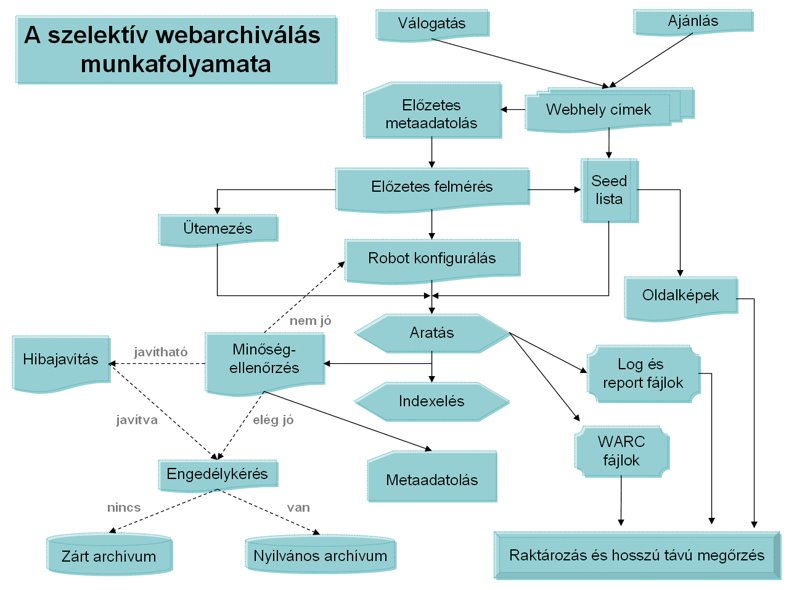 A szelektív webarchiválás
munkafolyamata
Válogatás
Ajánlás
Előzetes
metaadatolás
Webhely címek
Előzetes felmérés
Seed
lista
Ütemezés
Robot konfigurálás
Oldalképek
nem jó
Aratás
Hibajavitás
javítható
Minőség-
ellenőrzés
Log és
report fájlok
Indexelés
javítva
elég jó
WARC
fájlok
Engedélykérés
Metaadatolás
nincs
van
Zárt archívum
Nyilvános archívum
Raktározás és hosszú távú megőrzés